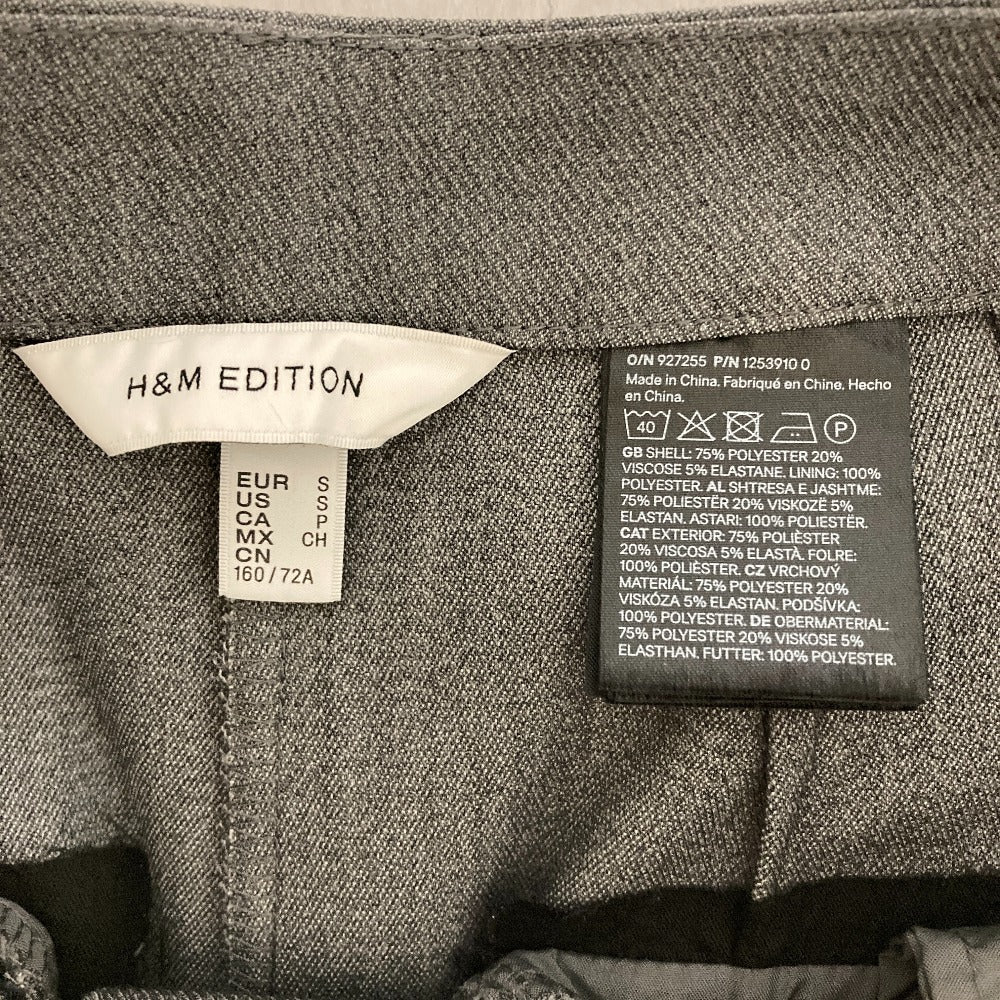 H&M EDITION
EUR S
US S
CA P
MX CH
CN
160/72A
O/N 927255 P/N 1253910 0
Made in China. Fabriqué en Chine. Hecho
en China.
40
P
GB SHELL: 75% POLYESTER 20%
VISCOSE 5% ELASTANE. LINING: 100%
POLYESTER. AL SHTRESA E JASHTME:
75% POLIESTËR 20% VISKOZË 5%
ELASTAN. ASTARI: 100% POLIESTËR.
CAT EXTERIOR: 75% POLIÈSTER
20% VISCOSA 5% ELASTÀ. FOLRE:
100% POLIÈSTER. CZ VRCHOVÝ
MATERIÁL: 75% POLYESTER 20%
VISKÓZA 5% ELASTAN. PODŠÍVKA:
100% POLYESTER. DE OBERMATERIAL:
75% POLYESTER 20% VISKOSE 5%
ELASTHAN. FUTTER: 100% POLYESTER.